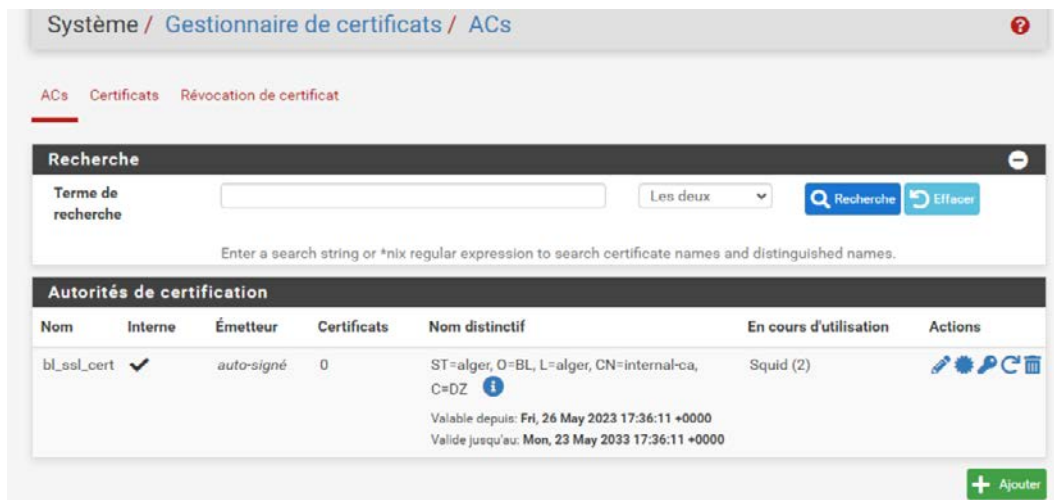 Système / Gestionnaire de certificats / ACs
ACs Certificats Révocation de certificat
Recherche
Terme de recherche Les deux Recherche Effacer
Enter a search string or *nix regular expression to search certificate names and distinguished names.
Autorités de certification
Nom Interne Émetteur Certificats Nom distinctif En cours d'utilisation Actions
bl_ssl_cert auto-signé 0 ST=alger, O=BL, L=alger, CN=internal-ca, Squid (2)
C=DZ
Valable depuis: Fri, 26 May 2023 17:36:11 +0000
Valide jusqu'au: Mon, 23 May 2033 17:36:11 +0000
Ajouter